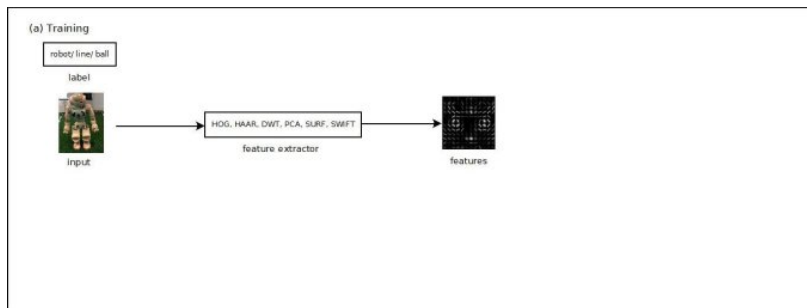 (a) Training
robot/ line/ ball
label
HOG, HAAR, DWT, PCA, SURF, SWIFT
input
feature extractor
features